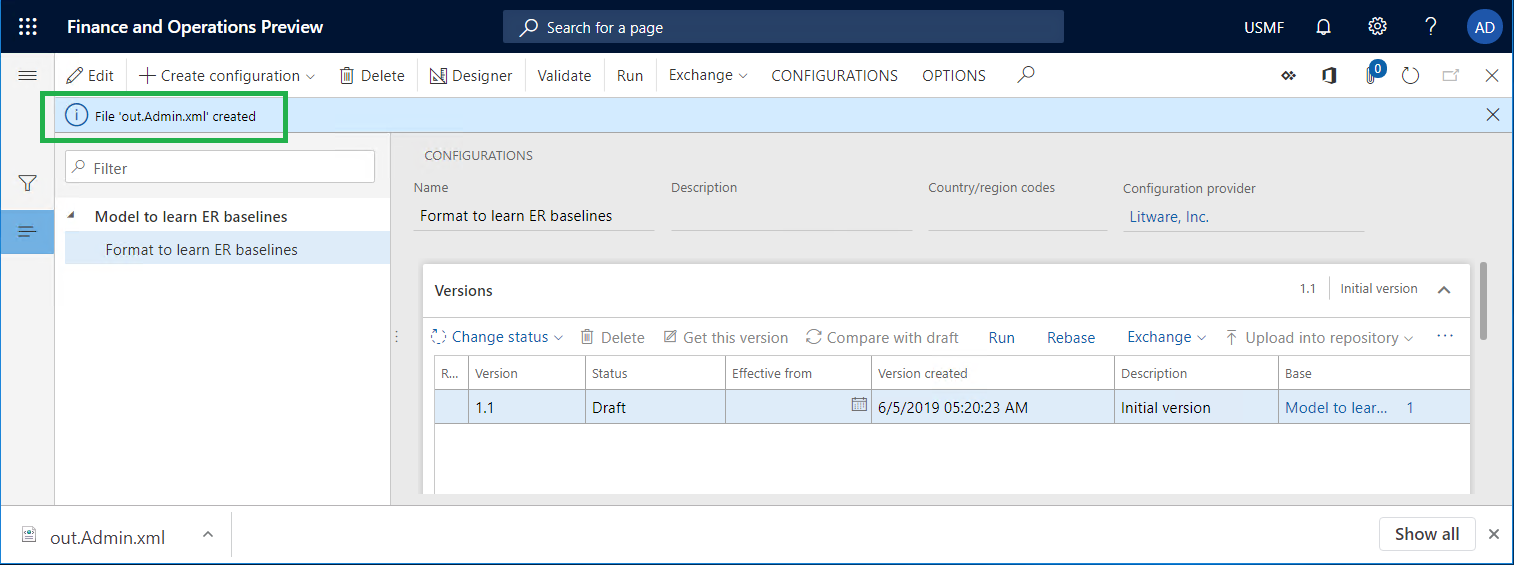 Finance and Operations Preview Search for a page USMF ? AD
Edit Create configuration Delete Designer Validate Run Exchange CONFIGURATIONS OPTIONS 0
File 'out.Admin.xml' created
Filter
Model to learn ER baselines
Format to learn ER baselines
CONFIGURATIONS
Name Description Country/region codes Configuration provider
Format to learn ER baselines Litware, Inc.
Versions 1.1 Initial version
Change status Delete Get this version Compare with draft Run Rebase Exchange Upload into repository ...
R... Version Status Effective from Version created Description Base
1.1 Draft 6/5/2019 05:20:23 AM Initial version Model to lear... 1
out.Admin.xml Show all